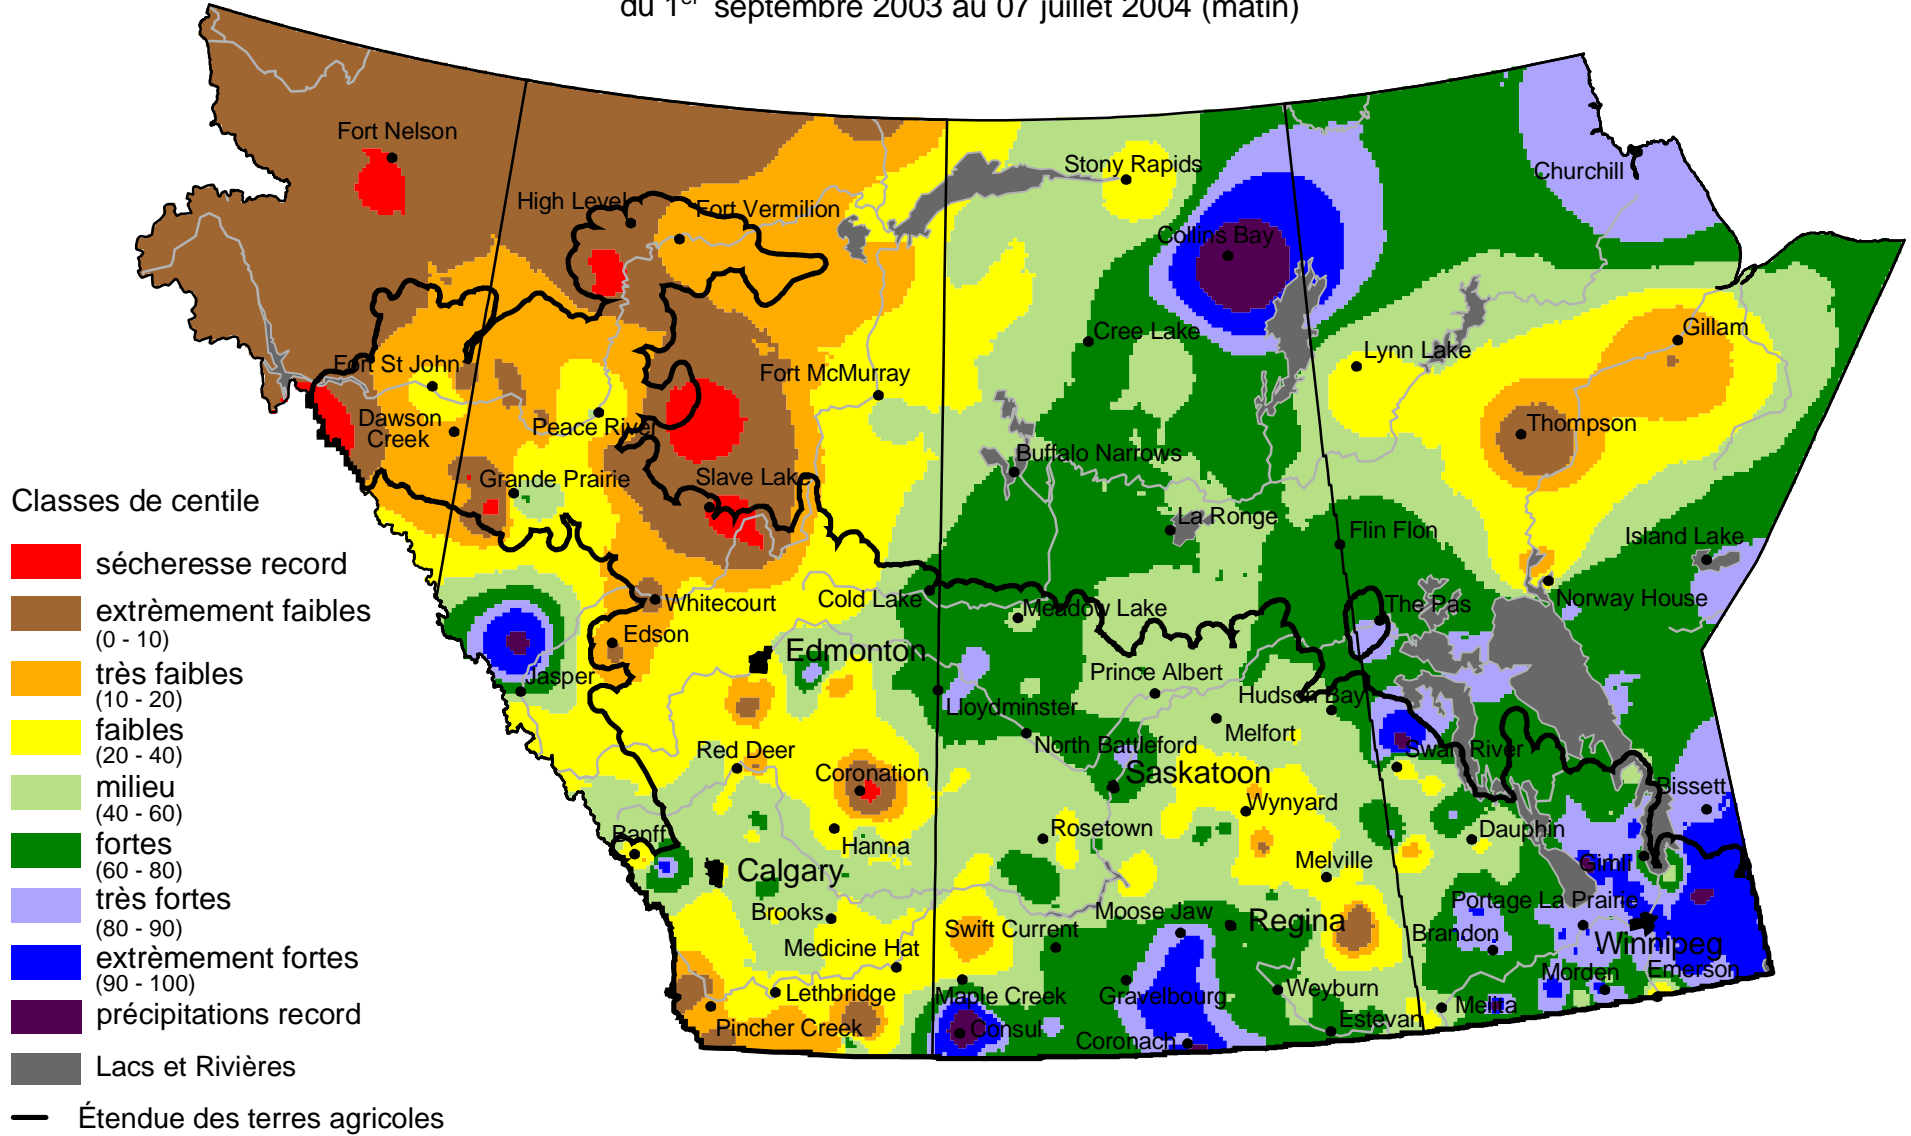 du 1er septembre 2003 au 07 juillet 2004 (matin)
Fort Nelson
High Level
Fort Vermilion
Stony Rapids
Churchill
Collins Bay
Cree Lake
Lynn Lake
Gillam
Fort St John
Fort McMurray
Dawson
Creek
Peace River
Thompson
Buffalo Narrows
Grande Prairie
Slave Lake
La Ronge
Flin Flon
Island Lake
Whitecourt
Cold Lake
Meadow Lake
The Pas
Norway House
Edson
Edmonton
Jasper
Prince Albert
Hudson Bay
Lloydminster
Melfort
North Battleford
Swan River
Red Deer
Coronation
Saskatoon
Wynyard
Bissett
Banff
Hanna
Rosetown
Dauphin
Calgary
Melville
Gimli
Brooks
Moose Jaw
Regina
Portage La Prairie
Swift Current
Brandon
Winnipeg
Medicine Hat
Lethbridge
Maple Creek
Gravelbourg
Weyburn
Morden
Emerson
Pincher Creek
Consul
Coronach
Estevan
Melita
Classes de centile
sécheresse record
extrèmement faibles
(0 - 10)
très faibles
(10 - 20)
faibles
(20 - 40)
milieu
(40 - 60)
fortes
(60 - 80)
très fortes
(80 - 90)
extrèmement fortes
(90 - 100)
précipitations record
Lacs et Rivières
Étendue des terres agricoles